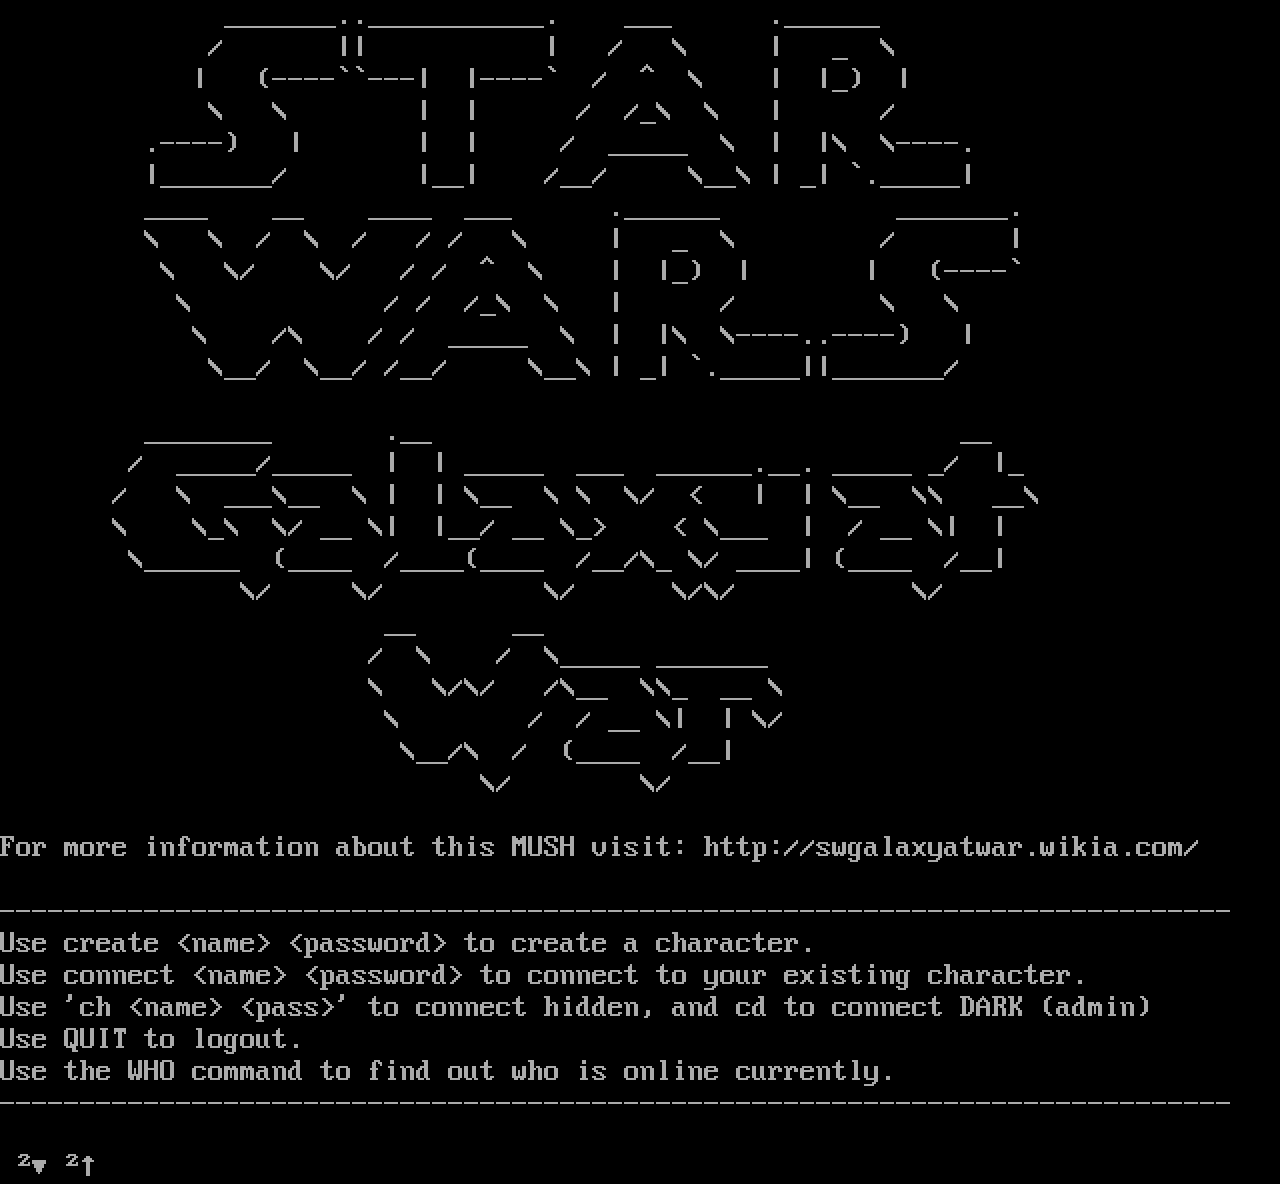 STAR
WARS
Galaxy at
War
For more information about this MUSH visit: http://swgalaxyatwar.wikia.com/
Use create <name> <password> to create a character.
Use connect <name> <password> to connect to your existing character.
Use 'ch <name> <pass>' to connect hidden, and cd to connect DARK (admin)
Use QUIT to logout.
Use the WHO command to find out who is online currently.
²▼ ²↑